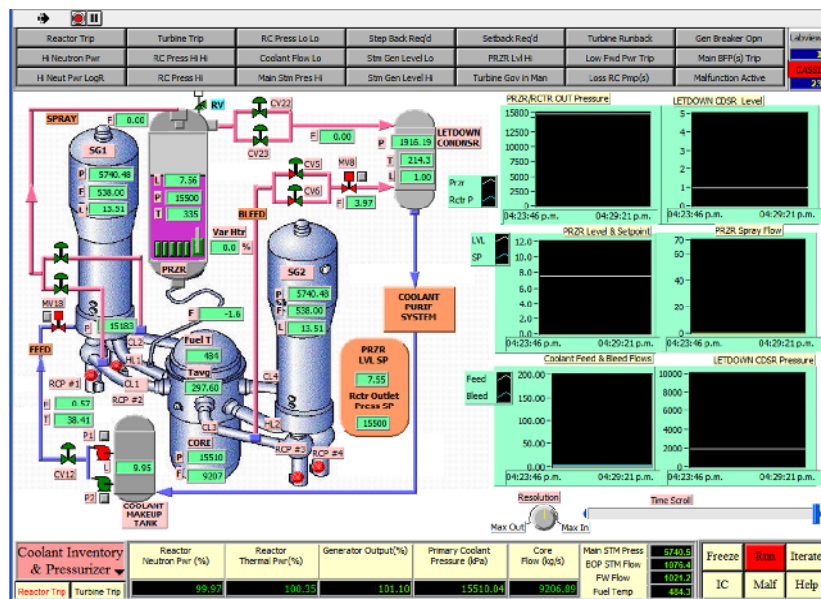 Reactor Trip Turbine Trip RC Press Lo Lo Step Back Req'd Setback Req'd Turbine Runback Gen Breaker Opn
Hi Neutron Pwr RC Press Hi Hi Coolant Flow Lo Stm Gen Level Lo PRZR Lvl Hi Low Fwd Pwr Trip Main BFP(s) Trip
Hi Neut Pwr LogR RC Press Hi Main Stm Pres Hi Stm Gen Level Hi Turbine Gov in Man Loss RC Pmp(s) Malfunction Active
Labview
CASSI
SPRAY
F 0.00
RV
CV22
CV23
F 0.00
LETDOWN
CONDNSR
P 1916.19
T 214.3
L 1.00
SG1
P 5740.48
F 538.00
L 13.51
L 7.56
P 15500
T 335
PRZR
Var Htr
0.0 %
BLEED
CV5
CV6
MV8
F 3.97
SG2
P 5740.48
F 538.00
L 13.51
COOLANT
PURIF
SYSTEM
MV18
FEED
P 15183
F -1.6
CL2
HL1
CL1
RCP #1
RCP #2
Fuel T
484
Tavg
297.60
CL4
CL3
HL2
RCP #3
RCP #4
CORE
P 15510
F 9207
PRZR
LVL SP
7.55
Rctr Outlet
Press SP
15500
F 0.57
T 38.41
P1
P2
CV12
L 9.95
COOLANT
MAKEUP
TANK
PRZR/RCTR OUT Pressure
15800
12500
10000
7500
5000
2500
0
Przr
Rctr P
04:23:46 p.m. 04:29:21 p.m.
LETDOWN CDSR Level
5
4
3
2
1
0
04:23:46 p.m. 04:29:21 p.m.
PRZR Level & Setpoint
LVL
SP
12.0
10.0
8.0
6.0
4.0
2.0
0.0
04:23:46 p.m. 04:29:21 p.m.
PRZR Spray Flow
70
60
40
20
0
04:23:46 p.m. 04:29:21 p.m.
Coolant Feed & Bleed Flows
Feed
Bleed
200.00
150.00
100.00
50.00
0.00
04:23:46 p.m. 04:29:21 p.m.
LETDOWN CDSR Pressure
10000
8000
6000
4000
2000
0
04:23:46 p.m. 04:29:21 p.m.
Resolution
Max Out Max In
Time Scroll
Coolant Inventory
& Pressurizer
Reactor Trip Turbine Trip
Reactor
Neutron Pwr (%)
99.97
Reactor
Thermal Pwr(%)
100.35
Generator Output(%)
101.10
Primary Coolant
Pressure (kPa)
15510.04
Core
Flow (kg/s)
9206.89
Main STM Press 5740.5
BOP STM Flow 1076.4
FW Flow 1021.2
Fuel Temp 484.3
Freeze Run Iterate
IC Malf Help